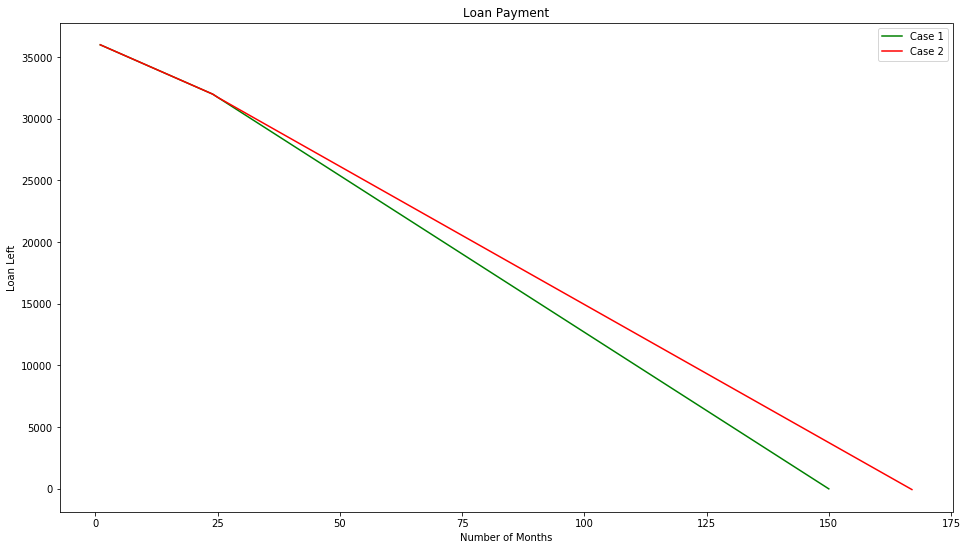 Loan Payment
Case 1
Case 2
Loan Left
35000
30000
25000
20000
15000
10000
5000
0
0 25 50 75 100 125 150 175
Number of Months